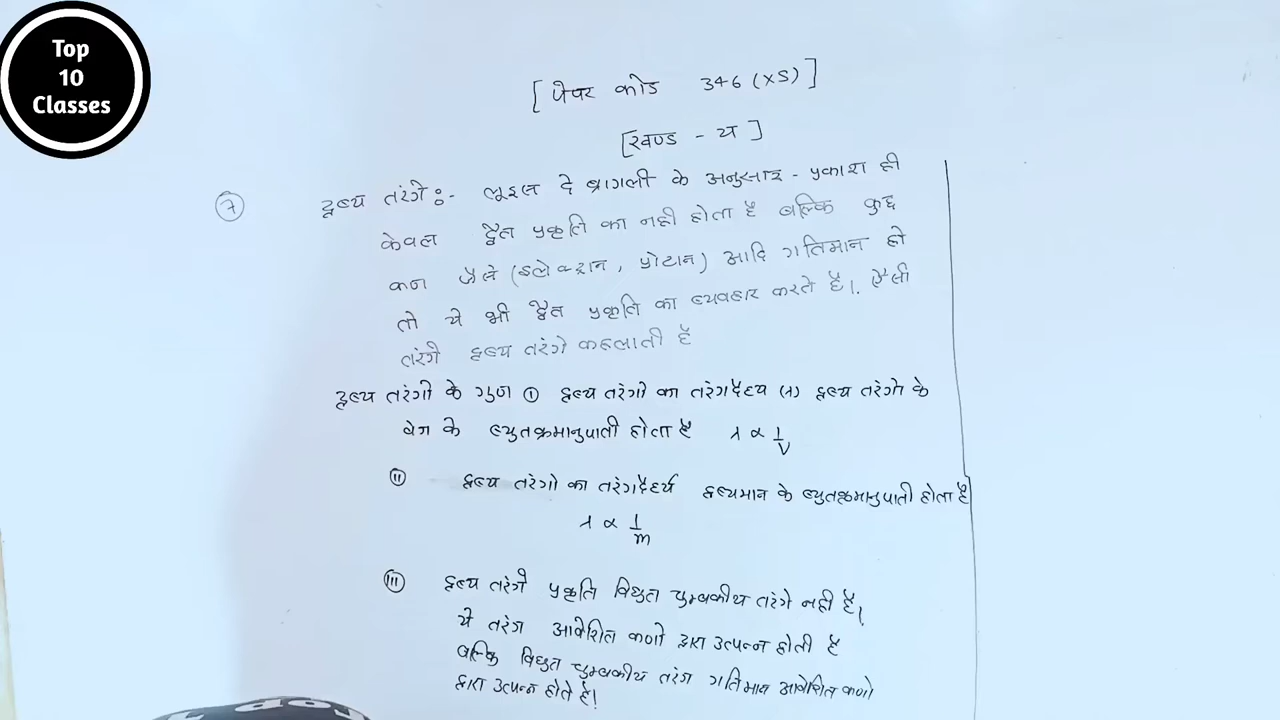 Top
10
Classes
[ पेपर कोड 346 (XS) ]
[खण्ड - य ]
7 द्रव्य तरंगे :- लूइस दे ब्रागली के अनुसार - प्रकाश ही
केवल द्वैत प्रकृति का नही होता है बल्कि कुछ
कण जैसे (इलेक्ट्रान , प्रोटान) आदि गतिमान हो
तो ये भी द्वैत प्रकृति का व्यवहार करते है।. ऐसी
तरंगे द्रव्य तरंगे कहलाती है
द्रव्य तरंगो के गुण (i) द्रव्य तरंगो का तरंगदैर्ध्य (λ) द्रव्य तरंगो के
वेग के व्युतक्रमानुपाती होता है λ ∝ 1/V
(ii) द्रव्य तरंगो का तरंगदैर्ध्य द्रव्यमान के व्युतक्रमानुपाती होता है
λ ∝ 1/m
(iii) द्रव्य तरंगे प्रकृति विधुत चुम्बकीय तरंगे नही है।
ये तरंग आवेशित कणो द्वारा उत्पन्न होती है
बल्कि विधुत चुम्बकीय तरंग गतिमान आवेशित कणो
द्वारा उत्पन्न होते है।